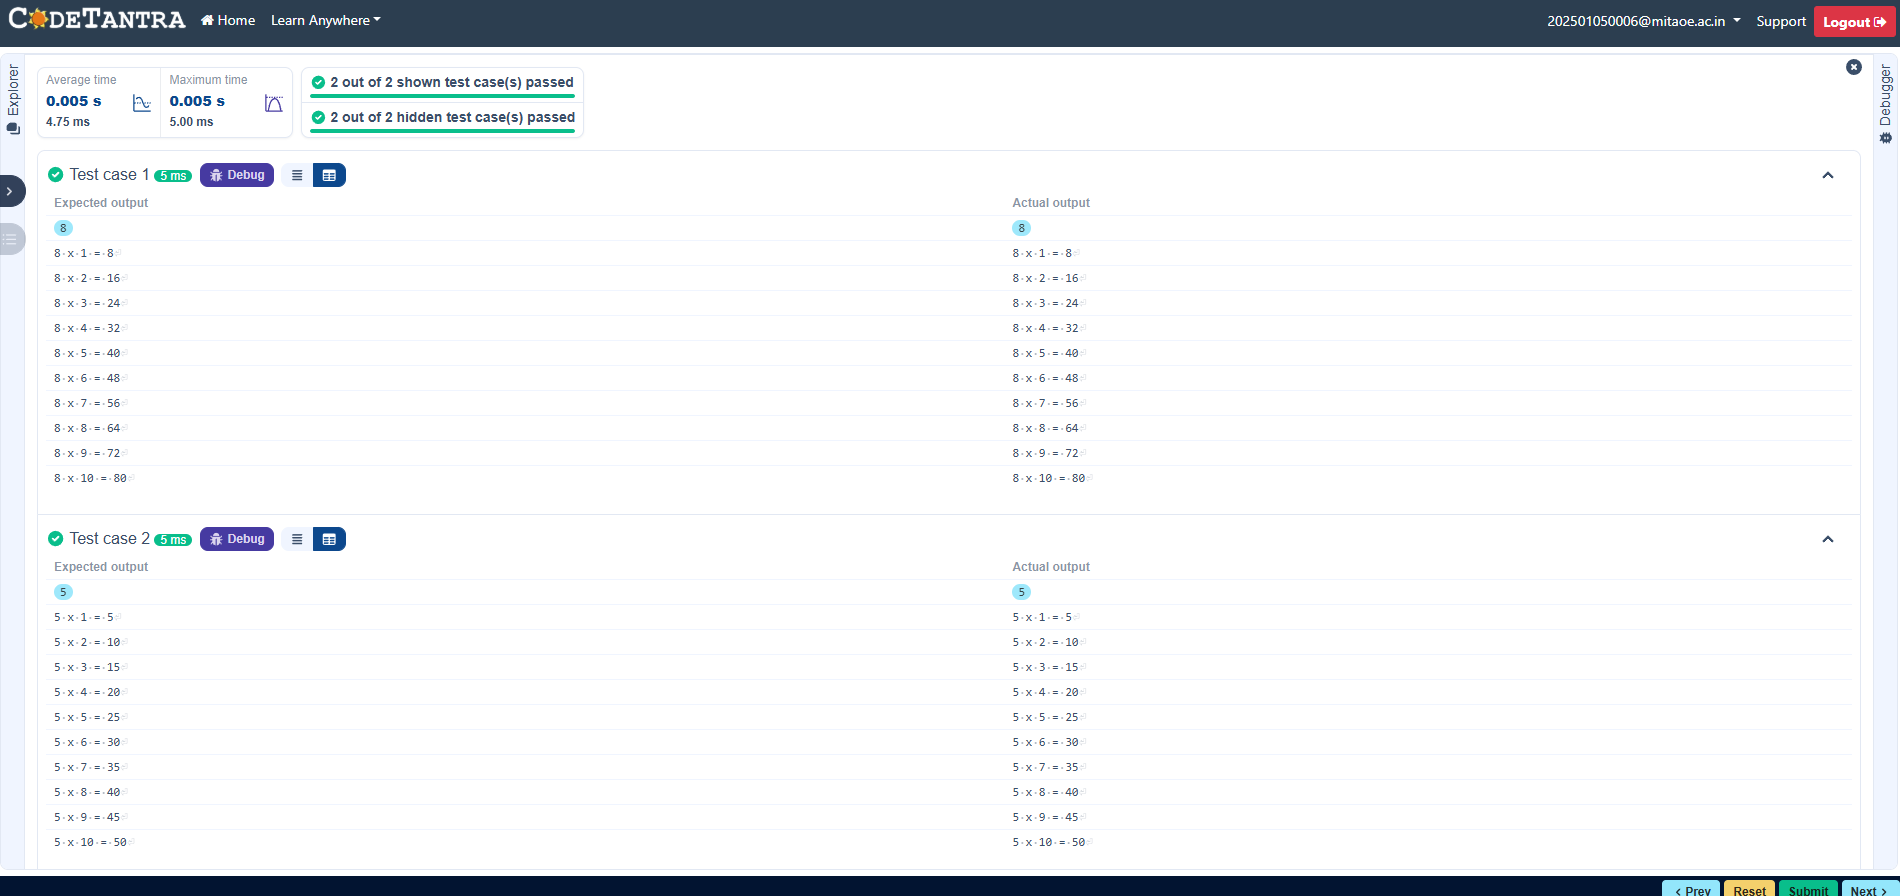 CODETANTRA Home Learn Anywhere 202501050006@mitaoe.ac.in Support Logout
Explorer
Debugger
Average time Maximum time
0.005 s 0.005 s
4.75 ms 5.00 ms
2 out of 2 shown test case(s) passed
2 out of 2 hidden test case(s) passed
Test case 1 5 ms Debug
Expected output Actual output
8 8
8·x·1·=·8 8·x·1·=·8
8·x·2·=·16 8·x·2·=·16
8·x·3·=·24 8·x·3·=·24
8·x·4·=·32 8·x·4·=·32
8·x·5·=·40 8·x·5·=·40
8·x·6·=·48 8·x·6·=·48
8·x·7·=·56 8·x·7·=·56
8·x·8·=·64 8·x·8·=·64
8·x·9·=·72 8·x·9·=·72
8·x·10·=·80 8·x·10·=·80
Test case 2 5 ms Debug
Expected output Actual output
5 5
5·x·1·=·5 5·x·1·=·5
5·x·2·=·10 5·x·2·=·10
5·x·3·=·15 5·x·3·=·15
5·x·4·=·20 5·x·4·=·20
5·x·5·=·25 5·x·5·=·25
5·x·6·=·30 5·x·6·=·30
5·x·7·=·35 5·x·7·=·35
5·x·8·=·40 5·x·8·=·40
5·x·9·=·45 5·x·9·=·45
5·x·10·=·50 5·x·10·=·50
< Prev Reset Submit Next >